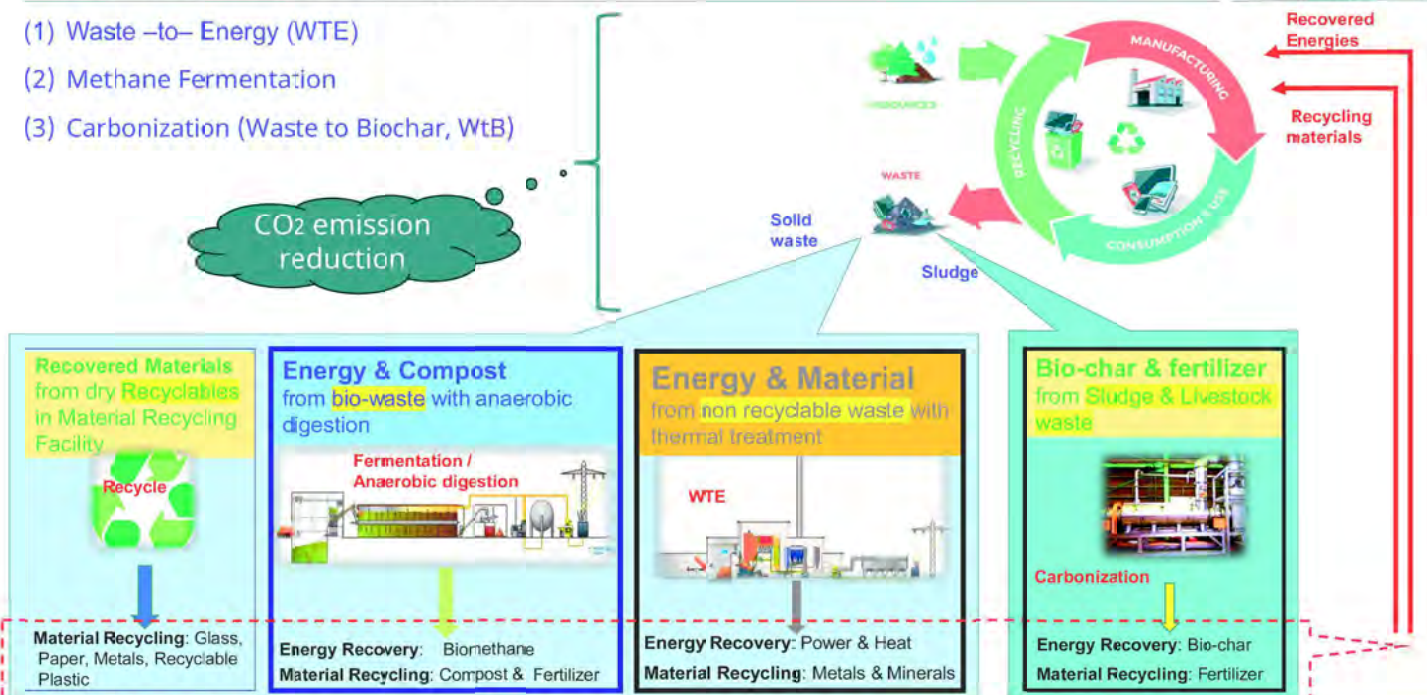 (1) Waste –to– Energy (WTE)
(2) Methane Fermentation
(3) Carbonization (Waste to Biochar, WtB)
CO2 emission
reduction
Recovered
Energies
Recycling
materials
MANUFACTURING
RECYCLING
CONSUMPTION & USE
WASTE
Solid
waste
Sludge
Recovered Materials
from dry Recyclables
in Material Recycling
Facility
Recycle
Material Recycling: Glass,
Paper, Metals, Recyclable
Plastic
Energy & Compost
from bio-waste with anaerobic
digestion
Fermentation /
Anaerobic digestion
Energy Recovery: Biomethane
Material Recycling: Compost & Fertilizer
Energy & Material
from non recyclable waste with
thermal treatment
WTE
Energy Recovery: Power & Heat
Material Recycling: Metals & Minerals
Bio-char & fertilizer
from Sludge & Livestock
waste
Carbonization
Energy Recovery: Bio-char
Material Recycling: Fertilizer